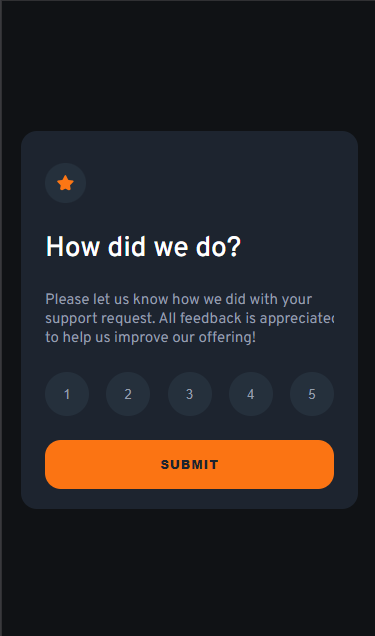 How did we do?
Please let us know how we did with your
support request. All feedback is appreciated
to help us improve our offering!
1 2 3 4 5
SUBMIT